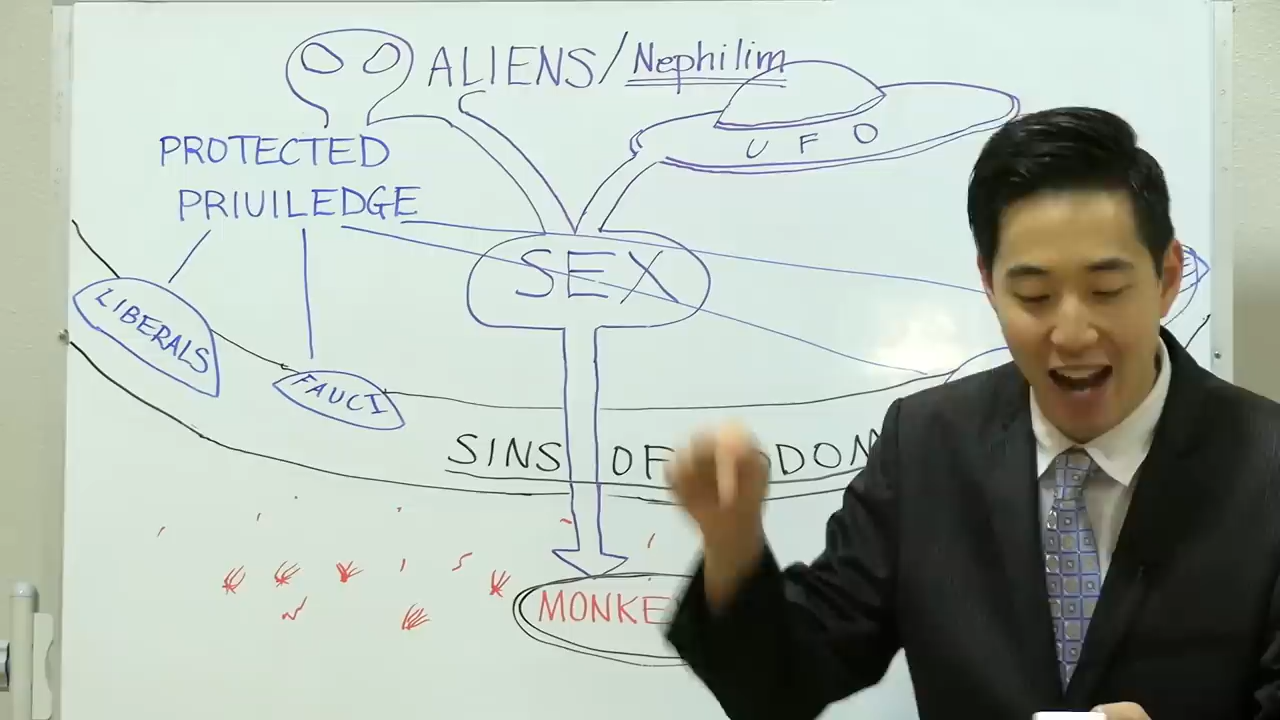 ALIENS/Nephilim
UFO
PROTECTED
PRIUILEDGE
SEX
LIBERALS
FAUCI
SINS OF